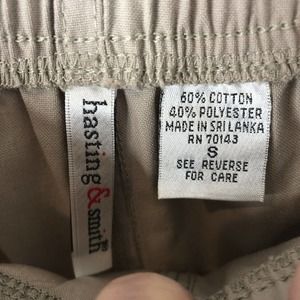 hasting&smith
60% COTTON
40% POLYESTER
MADE IN SRI LANKA
RN 70143
S
SEE REVERSE
FOR CARE